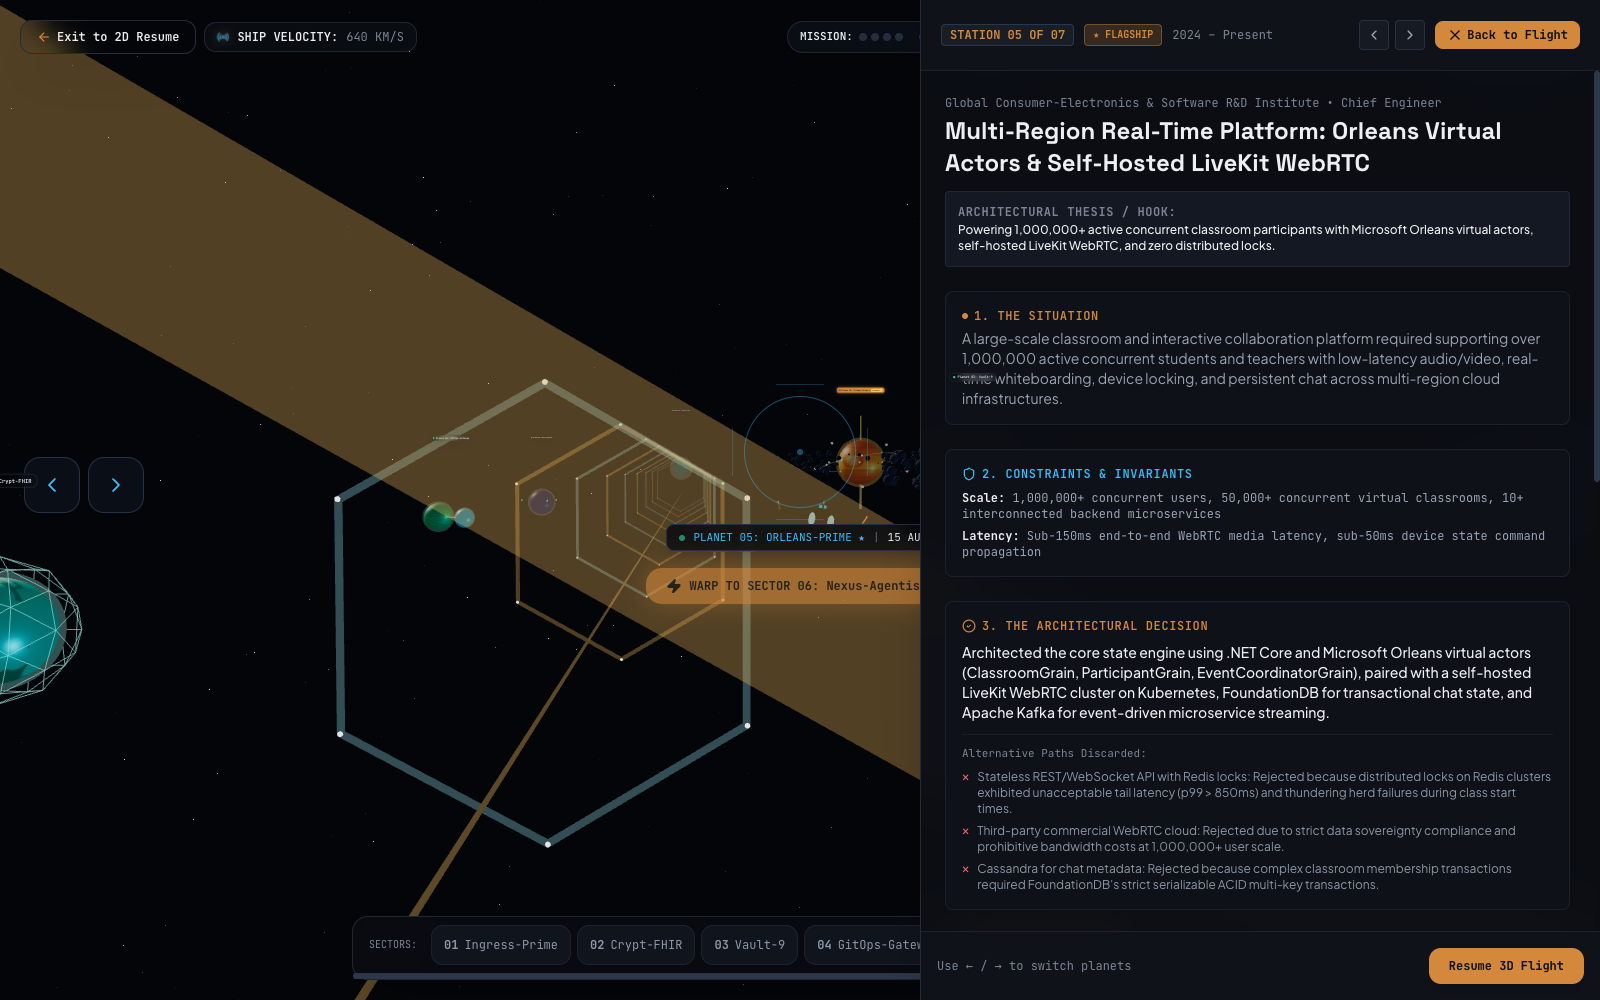 Exit to 2D Resume
SHIP VELOCITY: 640 KM/S
MISSION:
STATION 05 OF 07
★ FLAGSHIP
2024 – Present
Back to Flight
Global Consumer-Electronics & Software R&D Institute • Chief Engineer
Multi-Region Real-Time Platform: Orleans Virtual
Actors & Self-Hosted LiveKit WebRTC
ARCHITECTURAL THESIS / HOOK:
Powering 1,000,000+ active concurrent classroom participants with Microsoft Orleans virtual actors,
self-hosted LiveKit WebRTC, and zero distributed locks.
1. THE SITUATION
A large-scale classroom and interactive collaboration platform required supporting over
1,000,000 active concurrent students and teachers with low-latency audio/video, real-
time whiteboarding, device locking, and persistent chat across multi-region cloud
infrastructures.
2. CONSTRAINTS & INVARIANTS
Scale: 1,000,000+ concurrent users, 50,000+ concurrent virtual classrooms, 10+
interconnected backend microservices
Latency: Sub-150ms end-to-end WebRTC media latency, sub-50ms device state command
propagation
3. THE ARCHITECTURAL DECISION
Architected the core state engine using .NET Core and Microsoft Orleans virtual actors
(ClassroomGrain, ParticipantGrain, EventCoordinatorGrain), paired with a self-hosted
LiveKit WebRTC cluster on Kubernetes, FoundationDB for transactional chat state, and
Apache Kafka for event-driven microservice streaming.
Alternative Paths Discarded:
× Stateless REST/WebSocket API with Redis locks: Rejected because distributed locks on Redis clusters
exhibited unacceptable tail latency (p99 > 850ms) and thundering herd failures during class start
times.
× Third-party commercial WebRTC cloud: Rejected due to strict data sovereignty compliance and
prohibitive bandwidth costs at 1,000,000+ user scale.
× Cassandra for chat metadata: Rejected because complex classroom membership transactions
required FoundationDB's strict serializable ACID multi-key transactions.
Use ← / → to switch planets
Resume 3D Flight
Crypt-FHIR
PLANET 05: ORLEANS-PRIME ★ | 15 AU
WARP TO SECTOR 06: Nexus-Agentis
SECTORS:
01 Ingress-Prime
02 Crypt-FHIR
03 Vault-9
04 GitOps-Gatew